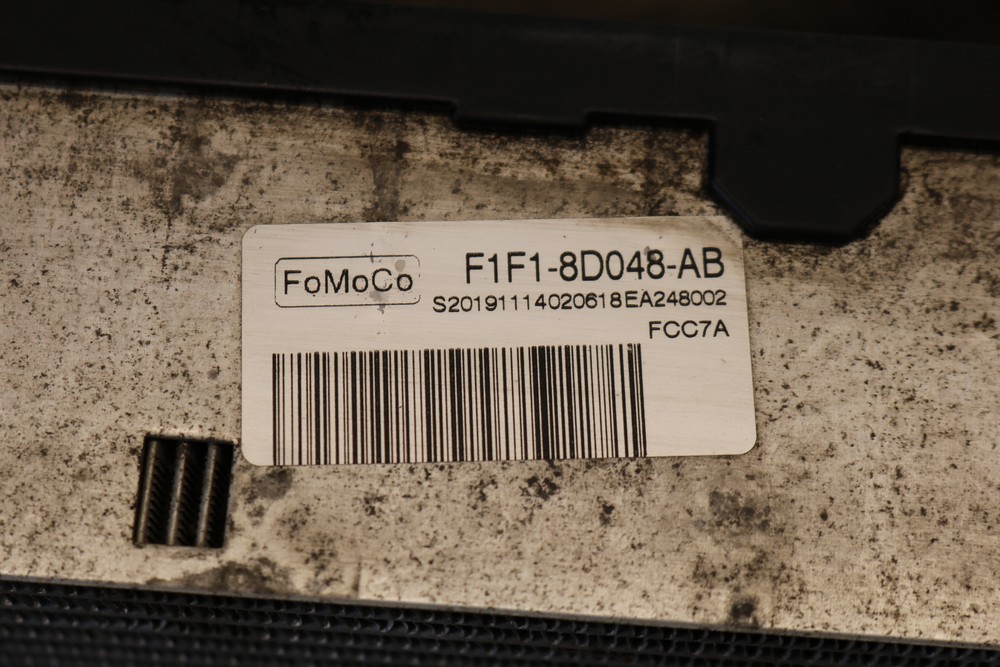 FoMoCo
F1F1-8D048-AB
S20191114020618EA248002
FCC7A